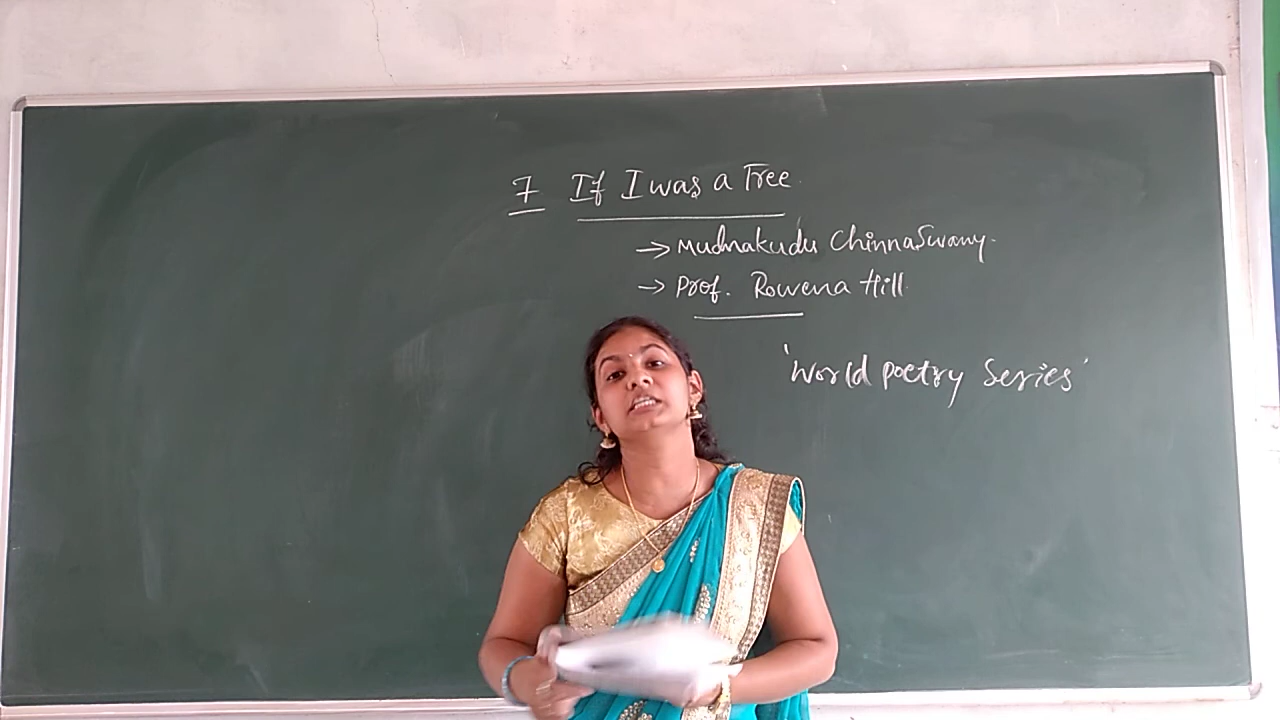 7 If I was a Tree.
→ Mudnakudu ChinnaSwamy.
→ Prof. Rowena Hill
'World poetry Series'